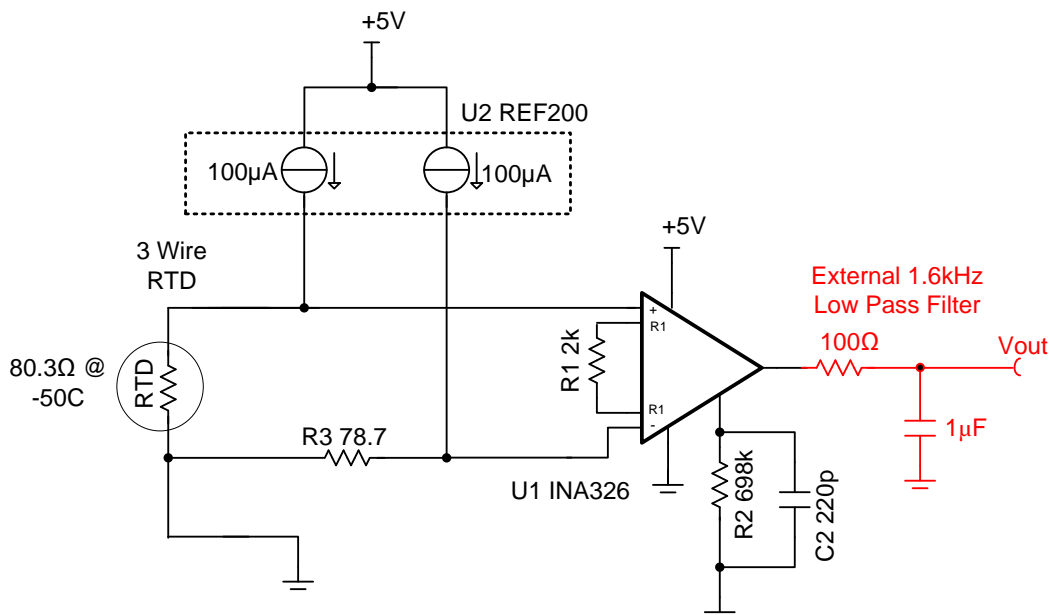 +5V
U2 REF200
100µA
100µA
3 Wire
RTD
+5V
External 1.6kHz
Low Pass Filter
80.3Ω @
-50C
RTD
R1 2k
+
R1
R1
-
100Ω
Vout
1µF
R3 78.7
U1 INA326
R2 698k
C2 220p